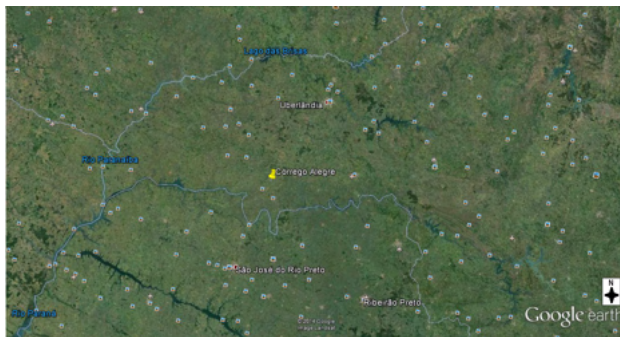 Lago das Brisas
Uberlândia
Rio Paranaíba
Córrego Alegre
São José do Rio Preto
Ribeirão Preto
Rio Paraná
N
Google earth